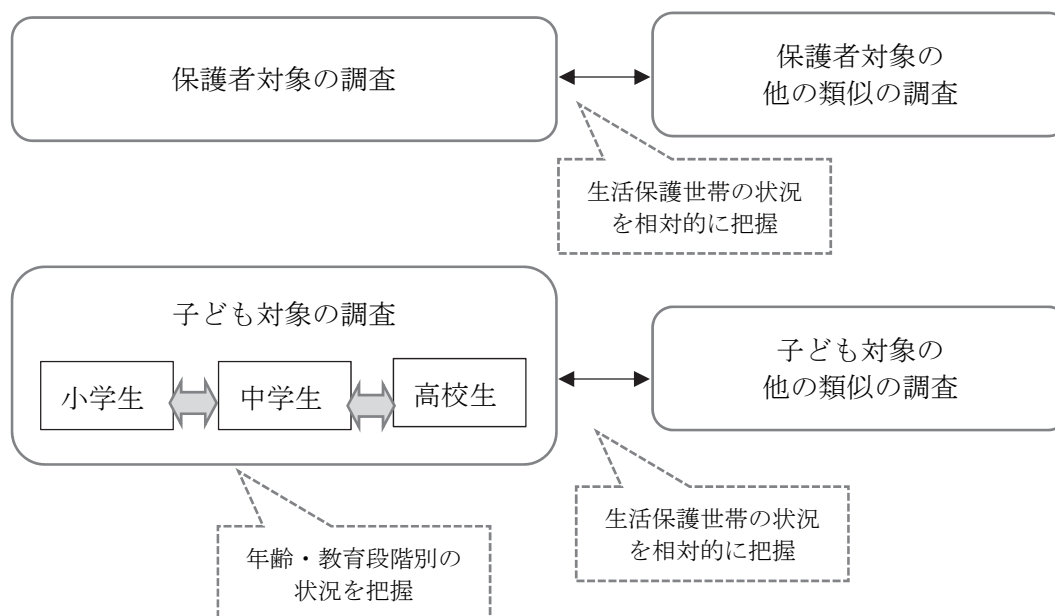 保護者対象の調査
保護者対象の
他の類似の調査
生活保護世帯の状況
を相対的に把握
子ども対象の調査
小学生
中学生
高校生
子ども対象の
他の類似の調査
生活保護世帯の状況
を相対的に把握
年齢・教育段階別の
状況を把握